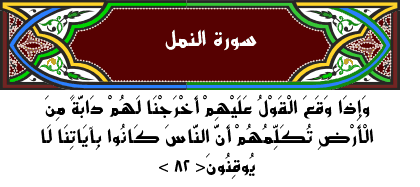 سورة النمل
وَإِذَا وَقَعَ الْقَوْلُ عَلَيْهِمْ أَخْرَجْنَا لَهُمْ دَابَّةً مِنَ
الْأَرْضِ تُكَلِّمُهُمْ أَنَّ النَّاسَ كَانُوا بِآيَاتِنَا لَا
يُوقِنُونَ< ٨٢ >